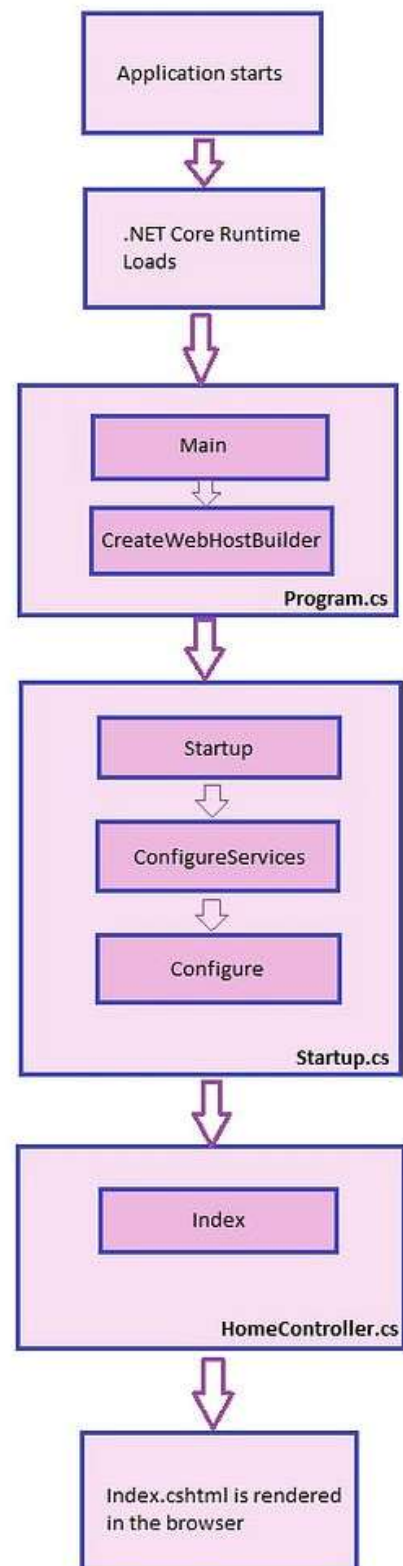 Application starts
.NET Core Runtime
Loads
Main
CreateWebHostBuilder
Program.cs
Startup
ConfigureServices
Configure
Startup.cs
Index
HomeController.cs
Index.cshtml is rendered
in the browser